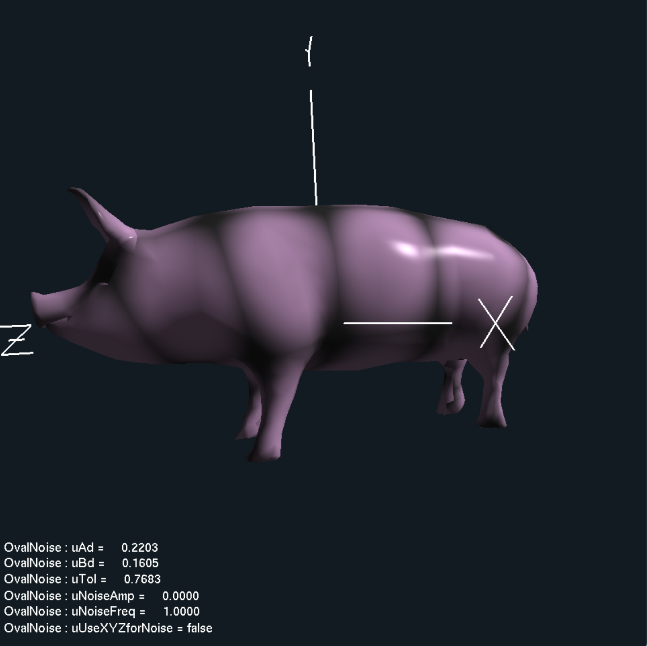 Y
X
Z
OvalNoise : uAd = 0.2203
OvalNoise : uBd = 0.1605
OvalNoise : uTol = 0.7683
OvalNoise : uNoiseAmp = 0.0000
OvalNoise : uNoiseFreq = 1.0000
OvalNoise : uUseXYZforNoise = false